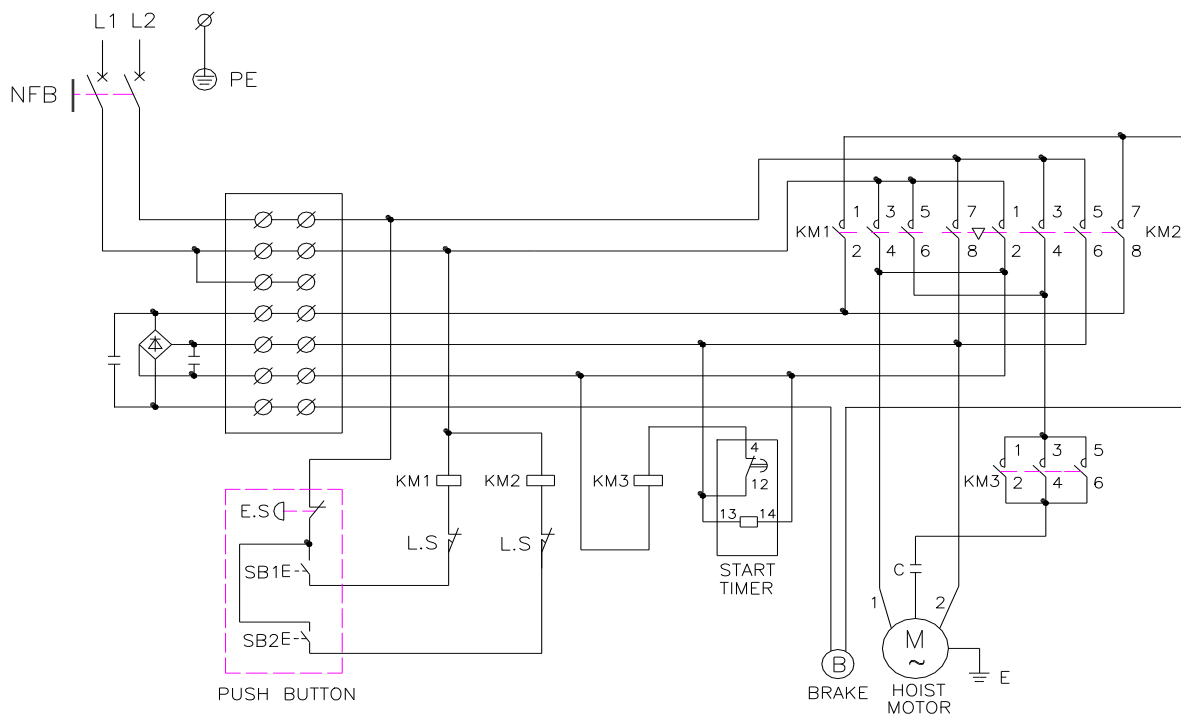 L1 L2
PE
NFB
1 3 5 7 1 3 5 7
KM1 KM2
2 4 6 8 2 4 6 8
1 3 5
KM3
2 4 6
4
KM1 KM2 KM3
12
E.S
13 14
L.S L.S
SB1E
START
TIMER
C
1 2
SB2E
M
~
B
E
PUSH BUTTON
BRAKE
HOIST
MOTOR